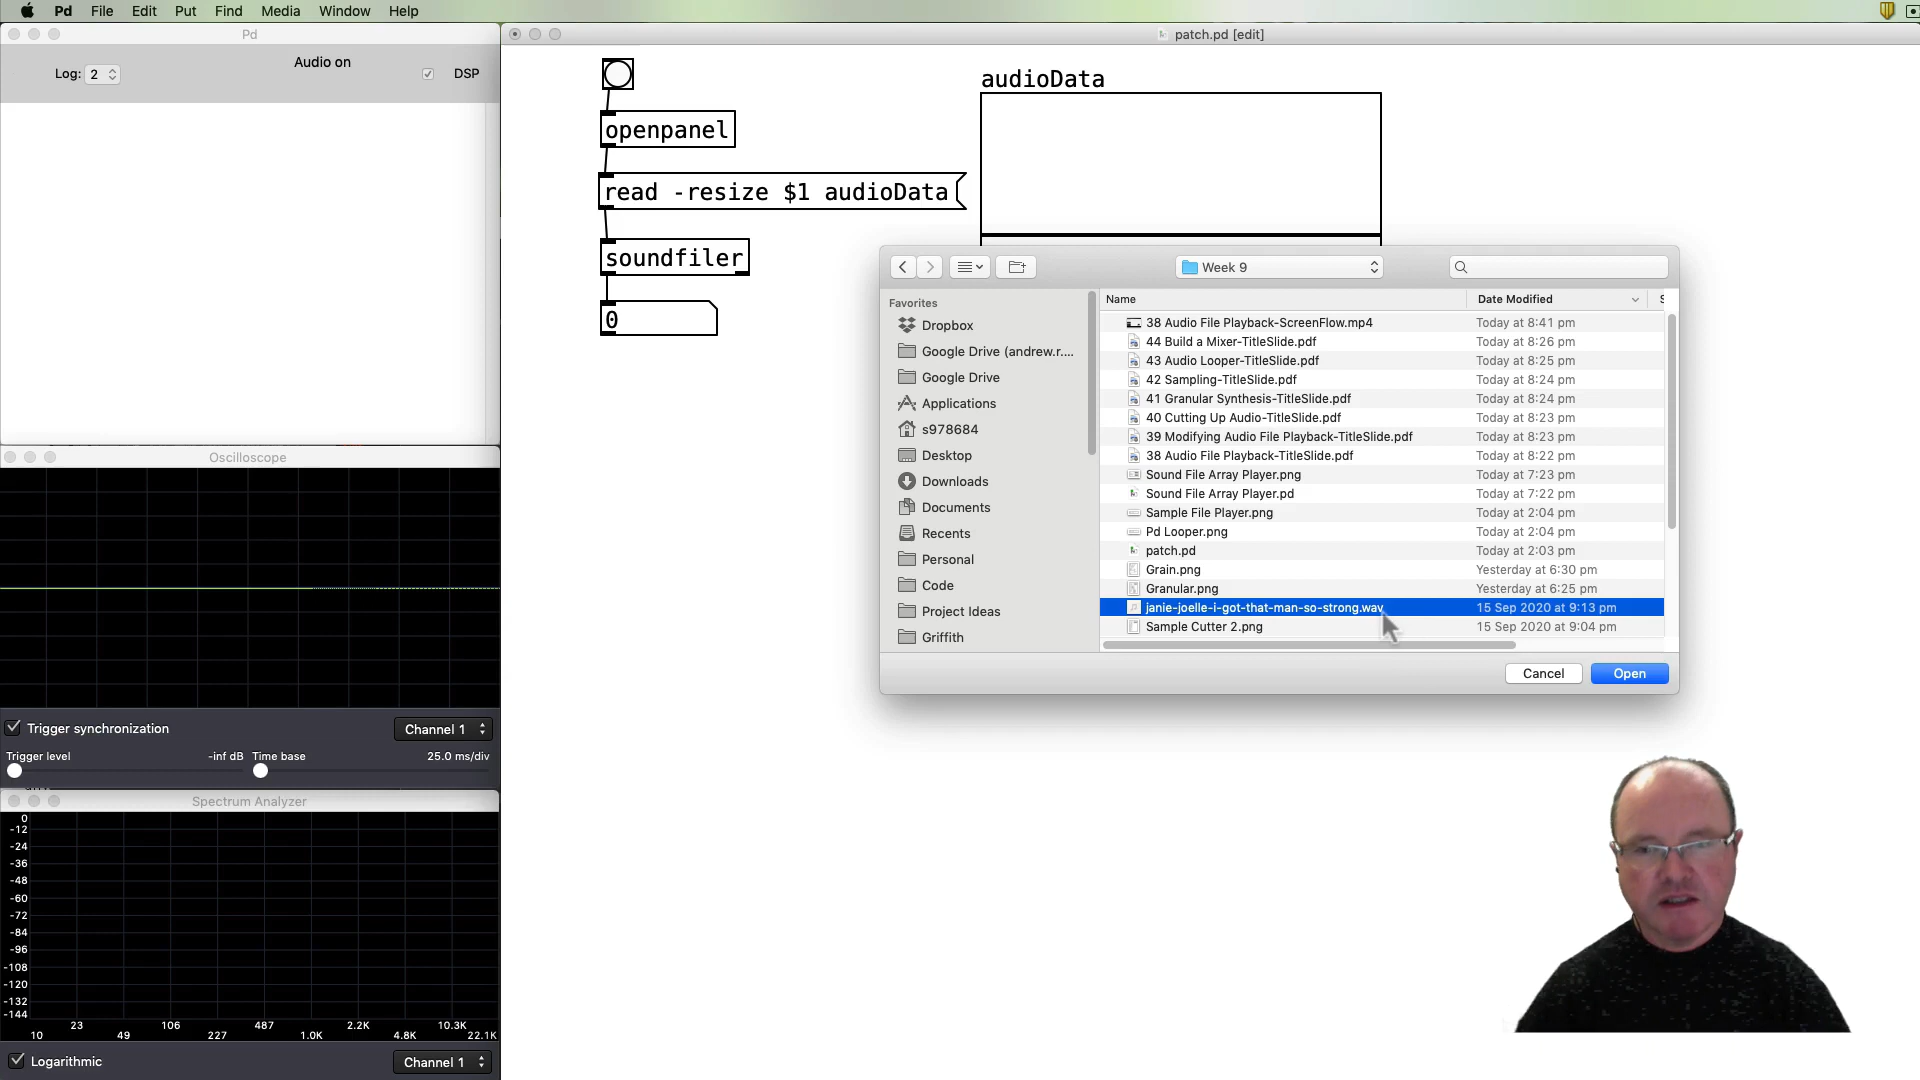 Pd File Edit Put Find Media Window Help
Pd
Log: 2
Audio on
DSP
patch.pd [edit]
openpanel
read -resize $1 audioData
soundfiler
0
audioData
Week 9
Favorites
Dropbox
Google Drive (andrew.r....
Google Drive
Applications
s978684
Desktop
Downloads
Documents
Recents
Personal
Code
Project Ideas
Griffith
Name Date Modified S
38 Audio File Playback-ScreenFlow.mp4 Today at 8:41 pm
44 Build a Mixer-TitleSlide.pdf Today at 8:26 pm
43 Audio Looper-TitleSlide.pdf Today at 8:25 pm
42 Sampling-TitleSlide.pdf Today at 8:24 pm
41 Granular Synthesis-TitleSlide.pdf Today at 8:24 pm
40 Cutting Up Audio-TitleSlide.pdf Today at 8:23 pm
39 Modifying Audio File Playback-TitleSlide.pdf Today at 8:23 pm
38 Audio File Playback-TitleSlide.pdf Today at 8:22 pm
Sound File Array Player.png Today at 7:23 pm
Sound File Array Player.pd Today at 7:22 pm
Sample File Player.png Today at 2:04 pm
Pd Looper.png Today at 2:04 pm
patch.pd Today at 2:03 pm
Grain.png Yesterday at 6:30 pm
Granular.png Yesterday at 6:25 pm
janie-joelle-i-got-that-man-so-strong.wav 15 Sep 2020 at 9:13 pm
Sample Cutter 2.png 15 Sep 2020 at 9:04 pm
Cancel Open
Oscilloscope
Trigger synchronization Channel 1
Trigger level -inf dB Time base 25.0 ms/div
Spectrum Analyzer
0
-12
-24
-36
-48
-60
-72
-84
-96
-108
-120
-132
-144
23 106 487 2.2K 10.3K
10 49 227 1.0K 4.8K 22.1K
Logarithmic Channel 1